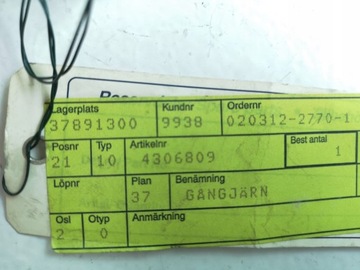 Lagerplats Kundnr Ordernr
37891300 9938 020312-2770-1
Posnr Typ Artikelnr Best antal
21 10 4306809 1
Löpnr Plan Benämning
37 GÅNGJÄRN
Osl Otyp Anmärkning
2 0